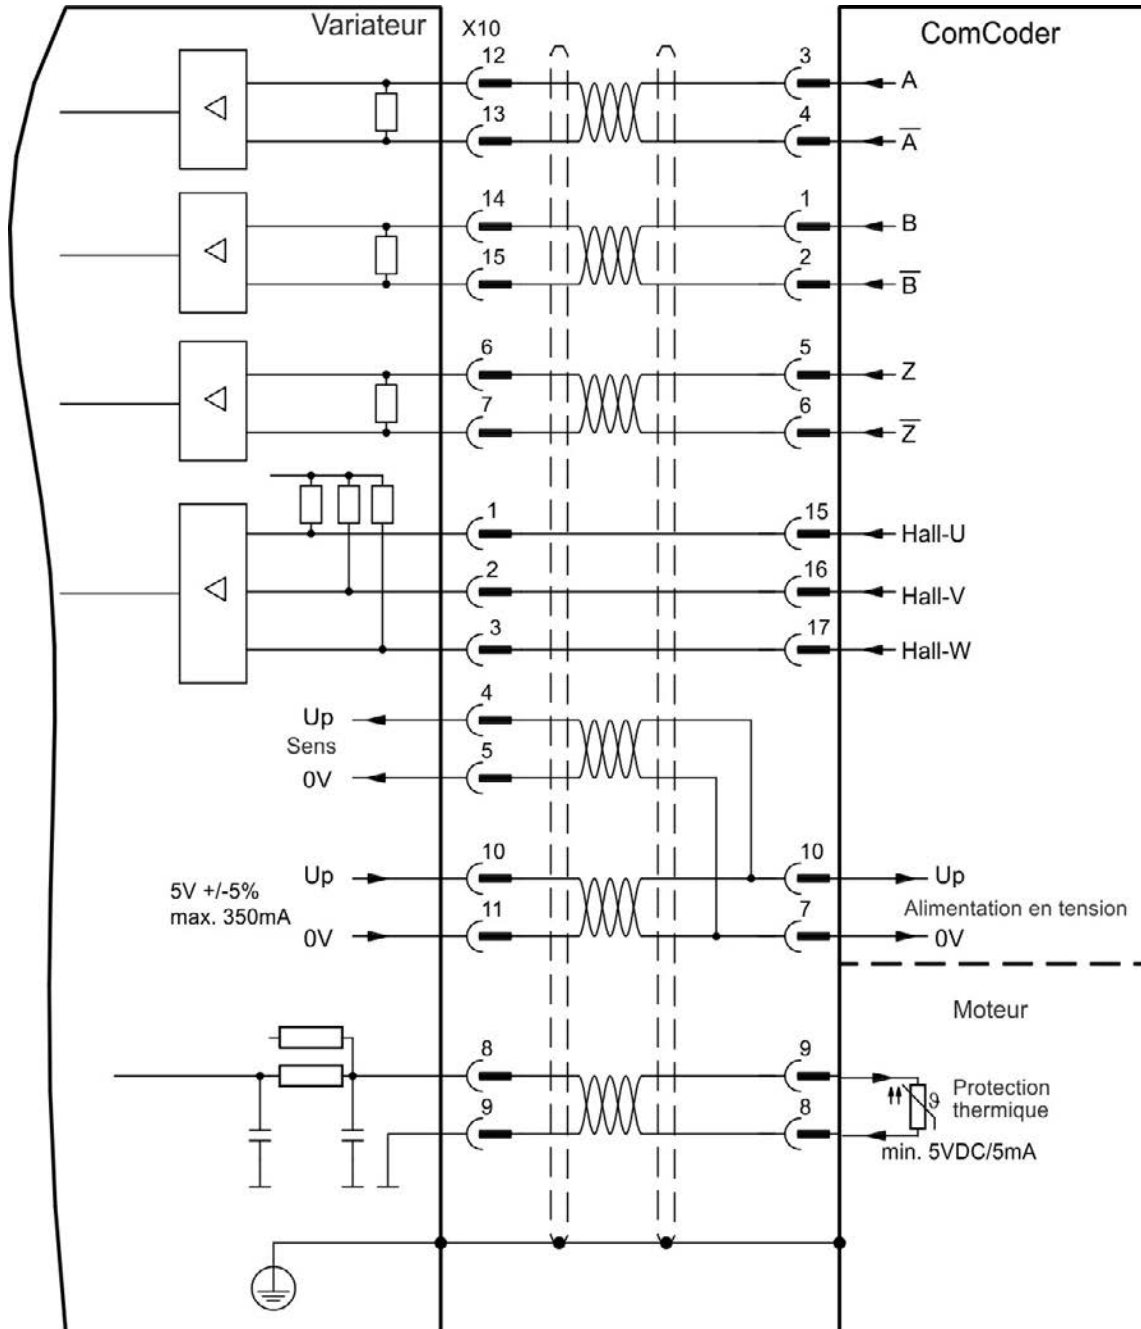 Variateur
X10
ComCoder
12
3
A
13
4
A̅
14
1
B
15
2
B̅
6
5
Z
7
6
Z̅
1
15
Hall-U
2
16
Hall-V
3
17
Hall-W
4
Up
Sens
5
0V
10
10
5V +/-5%
max. 350mA
Up
Up
11
7
Alimentation en tension
0V
0V
Moteur
8
9
Protection
thermique
ϑ
9
8
min. 5VDC/5mA